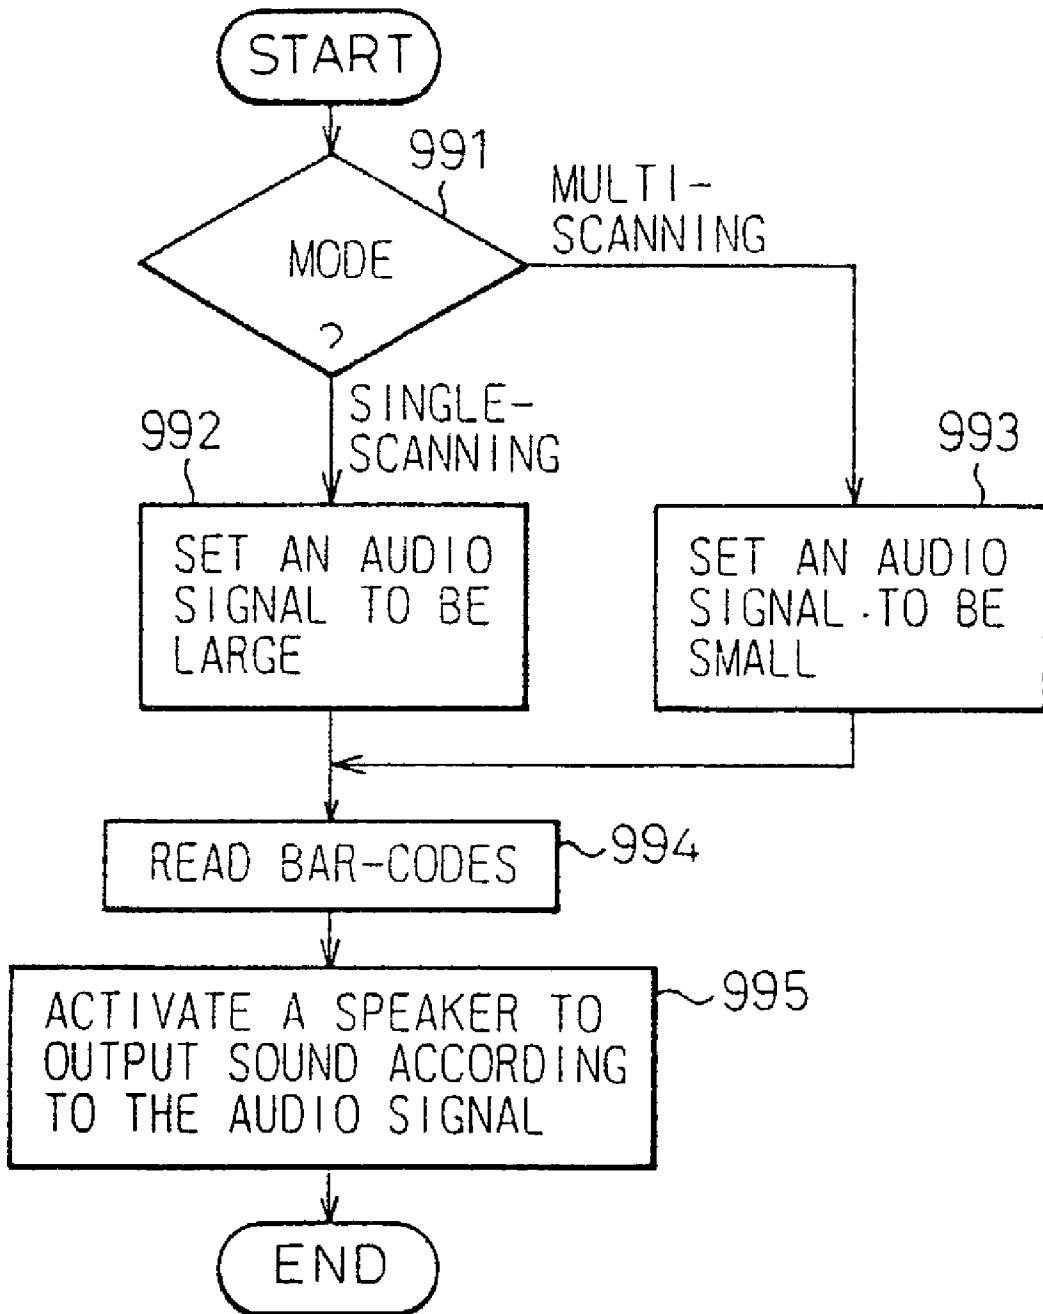 START
991
MULTI-
SCANNING
MODE
?
SINGLE-
SCANNING
992
993
SET AN AUDIO
SIGNAL TO BE
LARGE
SET AN AUDIO
SIGNAL TO BE
SMALL
READ BAR-CODES
994
ACTIVATE A SPEAKER TO
OUTPUT SOUND ACCORDING
TO THE AUDIO SIGNAL
995
END